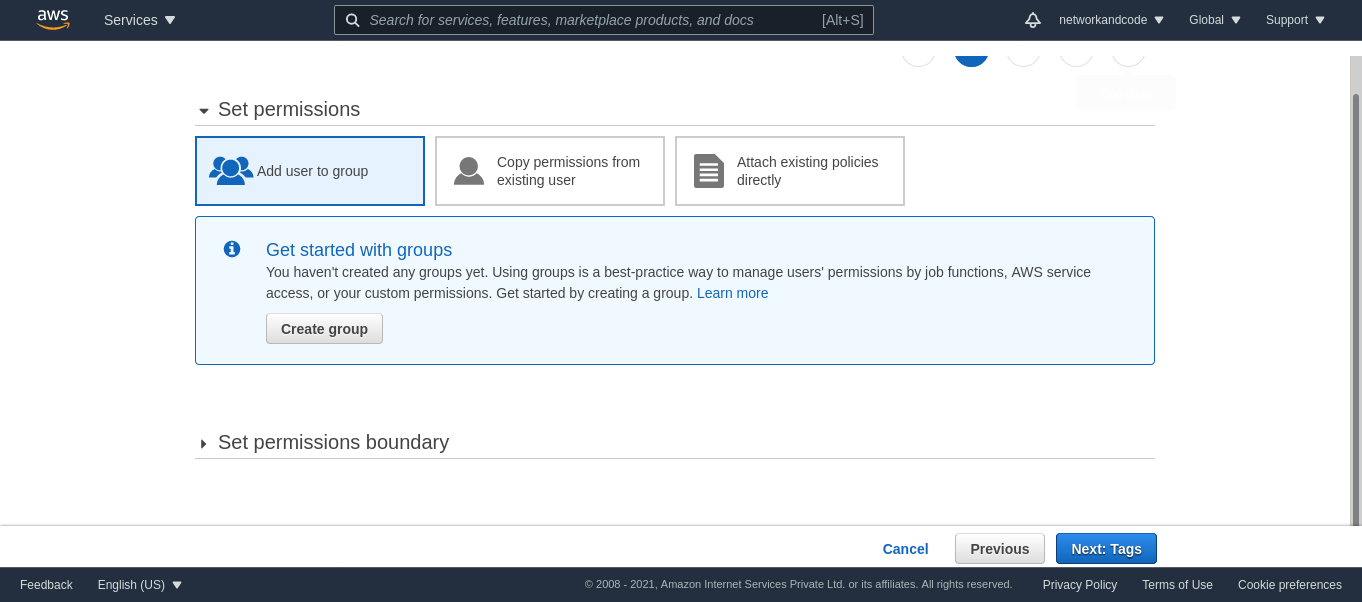 aws Services Search for services, features, marketplace products, and docs [Alt+S] networkandcode Global Support
Set permissions
Add user to group
Copy permissions from
existing user
Attach existing policies
directly
Get started with groups
You haven't created any groups yet. Using groups is a best-practice way to manage users' permissions by job functions, AWS service
access, or your custom permissions. Get started by creating a group. Learn more
Create group
Set permissions boundary
Cancel Previous Next: Tags
Feedback English (US) © 2008 - 2021, Amazon Internet Services Private Ltd. or its affiliates. All rights reserved. Privacy Policy Terms of Use Cookie preferences